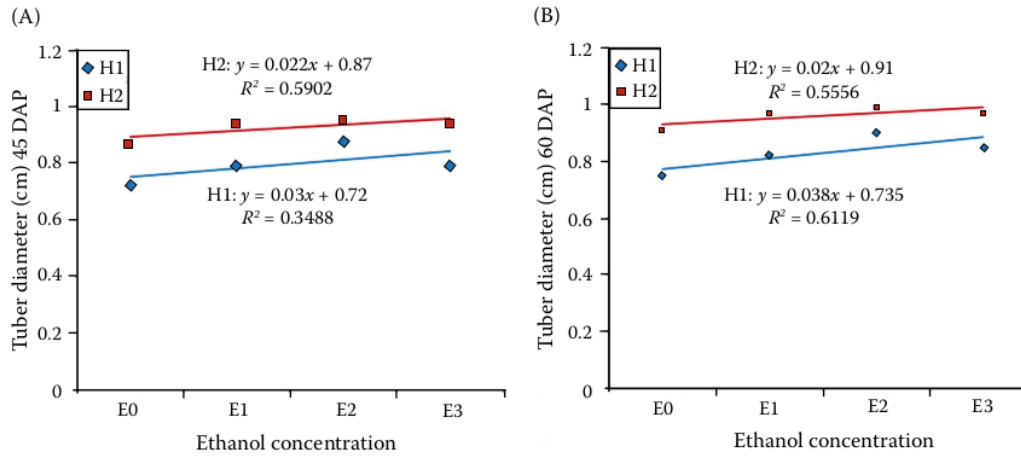 (A)
Tuber diameter (cm) 45 DAP
1.2
1
0.8
0.6
0.4
0.2
0
H1
H2
H2: y = 0.022x + 0.87
R² = 0.5902
H1: y = 0.03x + 0.72
R² = 0.3488
E0 E1 E2 E3
Ethanol concentration
(B)
Tuber diameter (cm) 60 DAP
1.2
1
0.8
0.6
0.4
0.2
0
H1
H2
H2: y = 0.02x + 0.91
R² = 0.5556
H1: y = 0.038x + 0.735
R² = 0.6119
E0 E1 E2 E3
Ethanol concentration